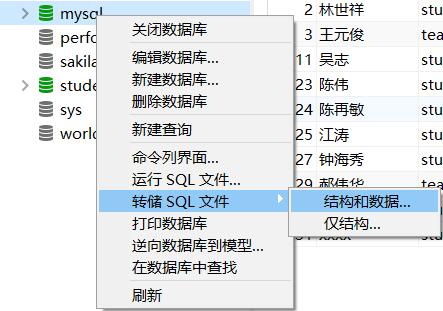 mysql
perfo
sakila
stude
sys
world
关闭数据库
编辑数据库...
新建数据库
删除数据库
新建查询
命令列界面...
运行 SQL 文件...
转储 SQL 文件
打印数据库
逆向数据库到模型...
在数据库中查找
刷新
结构和数据...
仅结构...
2 林世祥 stu
3 王元俊 tea
11 吴志 stu
23 陈伟 stu
24 陈再敏 stu
25 江涛 stu
27 钟海秀 stu
29 郝伟华 tea